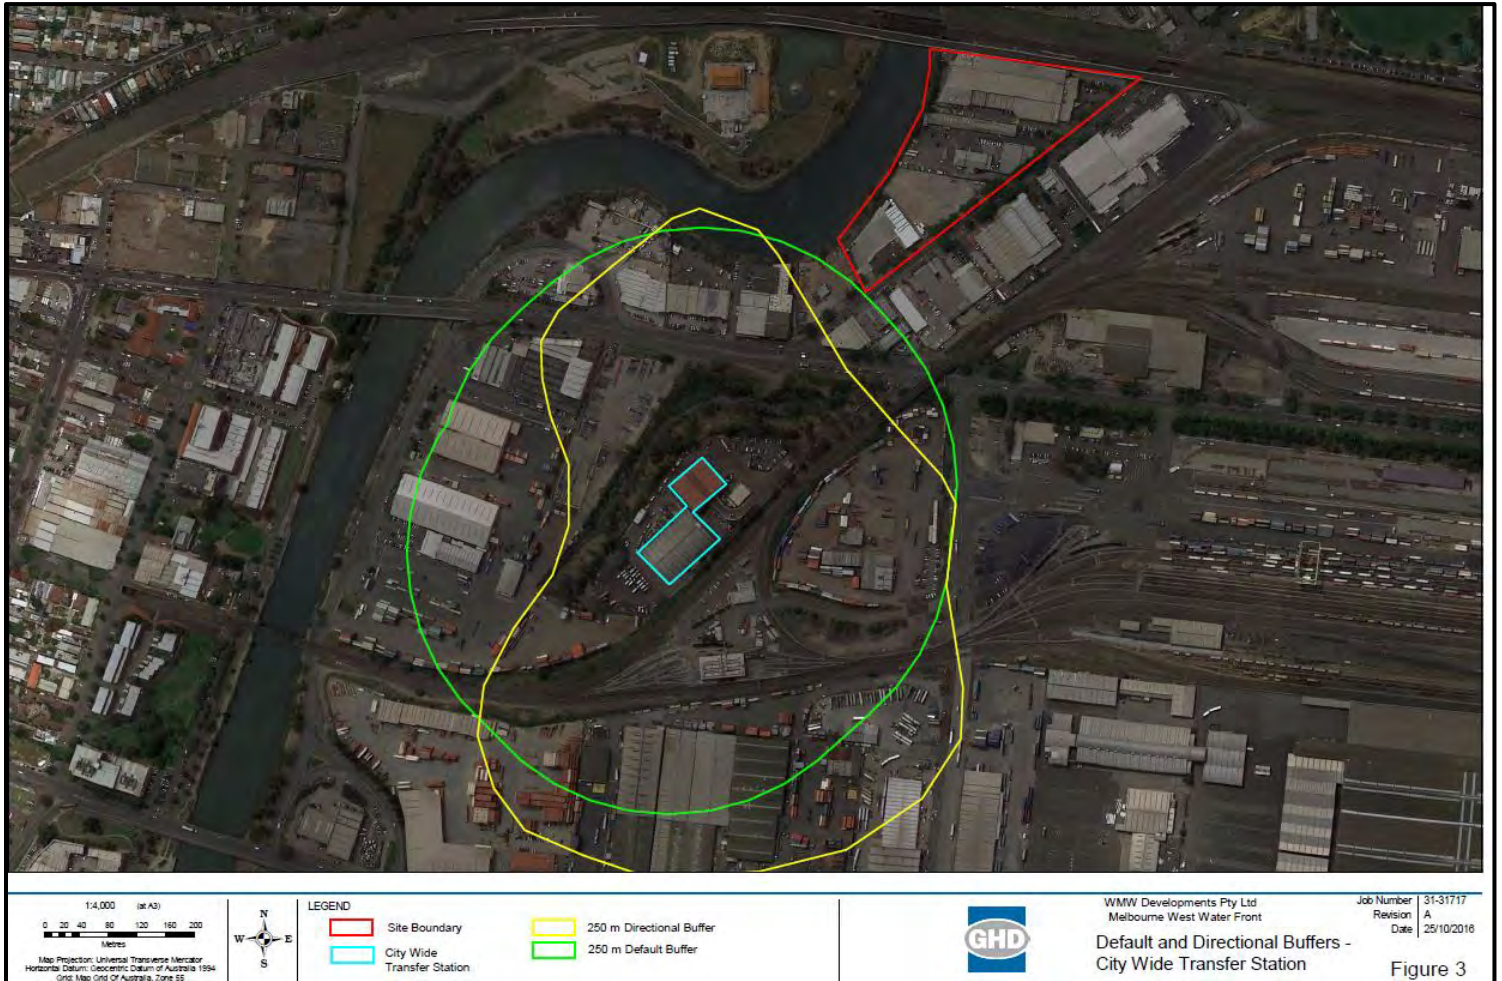 1:4,000 (at A3)
0 20 40 80 120 160 200
Metres
Map Projection: Universal Transverse Mercator
Horizontal Datum: Geocentric Datum of Australia 1994
Grid: Map Grid Of Australia, Zone 55
N
W E
S
LEGEND
Site Boundary
City Wide
Transfer Station
250 m Directional Buffer
250 m Default Buffer
GHD
WMW Developments Pty Ltd
Melbourne West Water Front
Default and Directional Buffers -
City Wide Transfer Station
Job Number 31-31717
Revision A
Date 25/10/2016
Figure 3